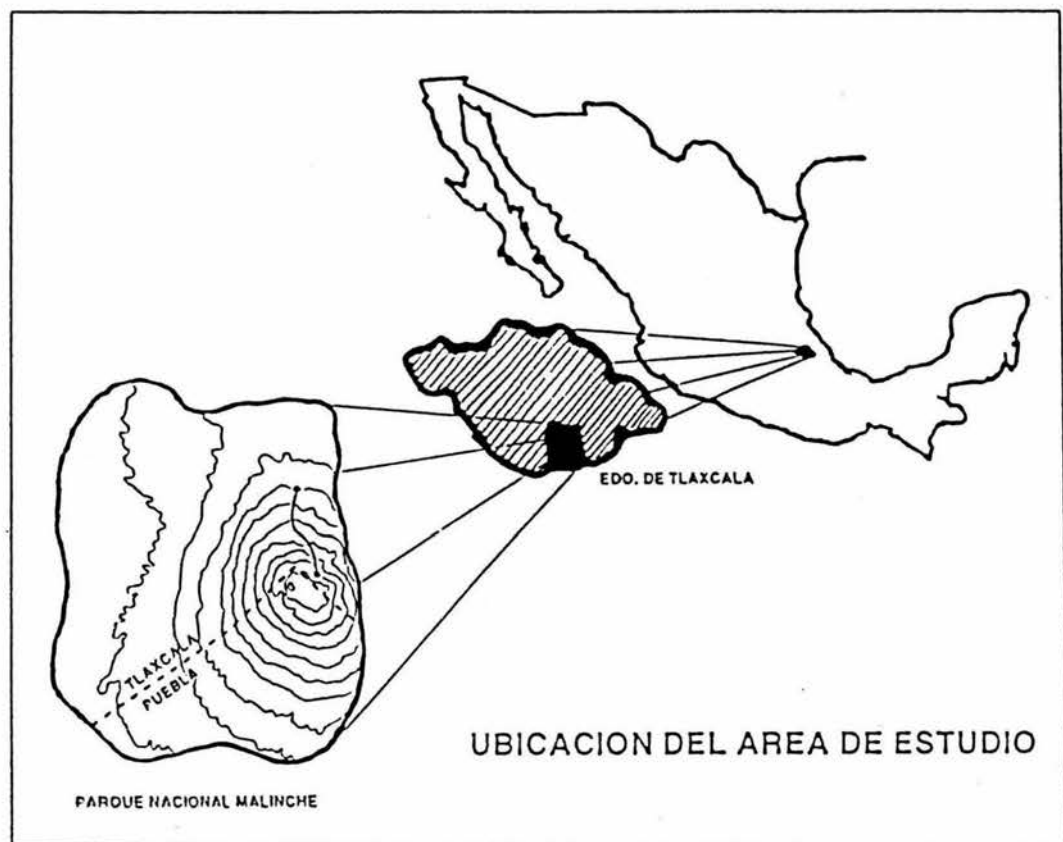 EDO. DE TLAXCALA
TLAXCALA
PUEBLA
UBICACION DEL AREA DE ESTUDIO
PARQUE NACIONAL MALINCHE